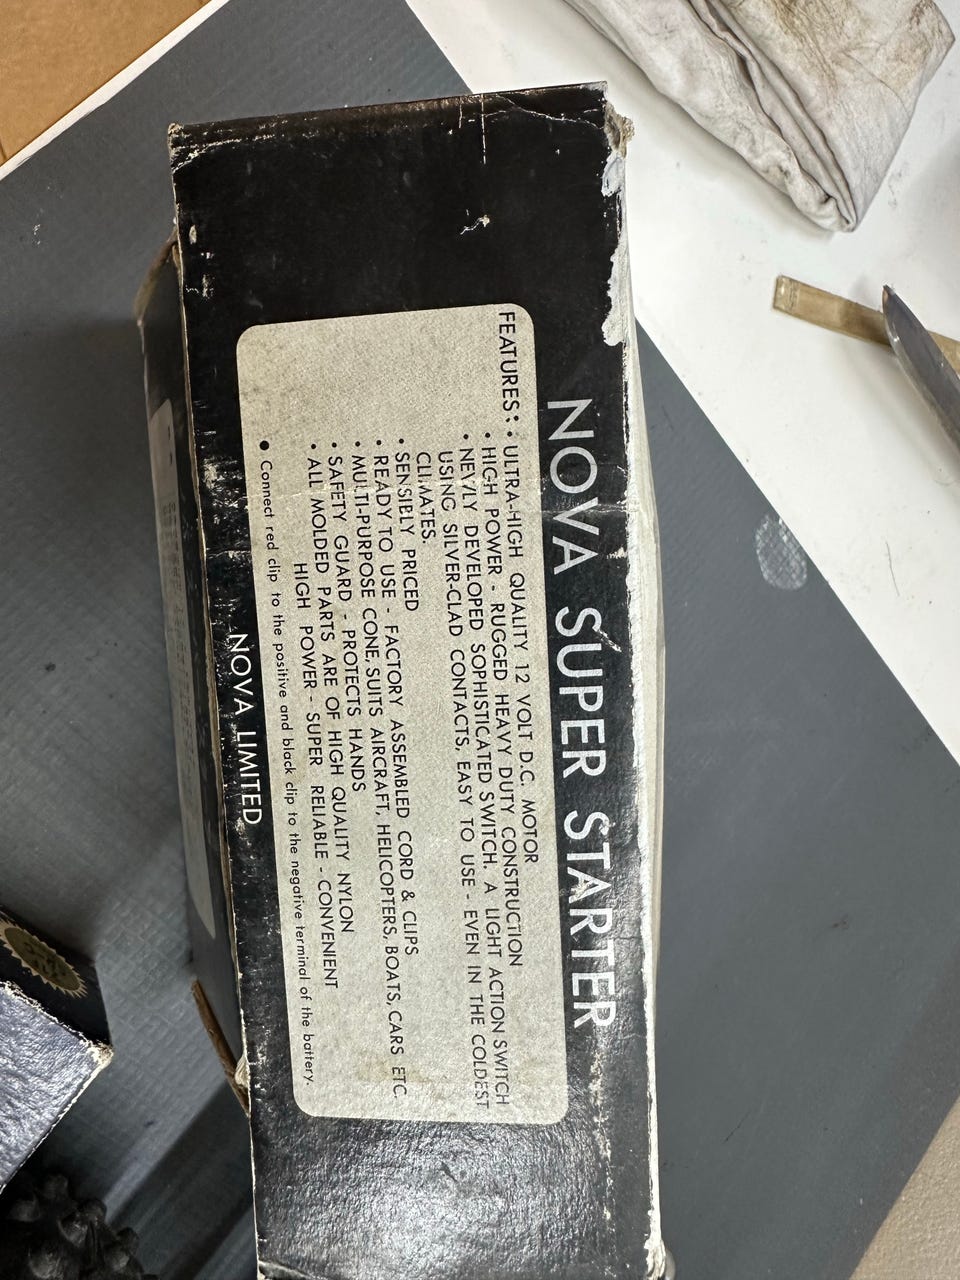 NOVA SUPER STARTER
FEATURES: • ULTRA-HIGH QUALITY 12 VOLT D.C. MOTOR
• HIGH POWER - RUGGED HEAVY DUTY CONSTRUCTION
• NEWLY DEVELOPED SOPHISTICATED SWITCH. A LIGHT ACTION SWITCH
USING SILVER-CLAD CONTACTS, EASY TO USE - EVEN IN THE COLDEST
CLIMATES.
• SENSIBLY PRICED
• READY TO USE - FACTORY ASSEMBLED CORD & CLIPS
• MULTI-PURPOSE CONE, SUITS AIRCRAFT, HELICOPTERS, BOATS, CARS ETC.
• SAFETY GUARD - PROTECTS HANDS
• ALL MOLDED PARTS ARE OF HIGH QUALITY NYLON
HIGH POWER - SUPER RELIABLE - CONVENIENT
● Connect red clip to the positive and black clip to the negative terminal of the battery.
NOVA LIMITED